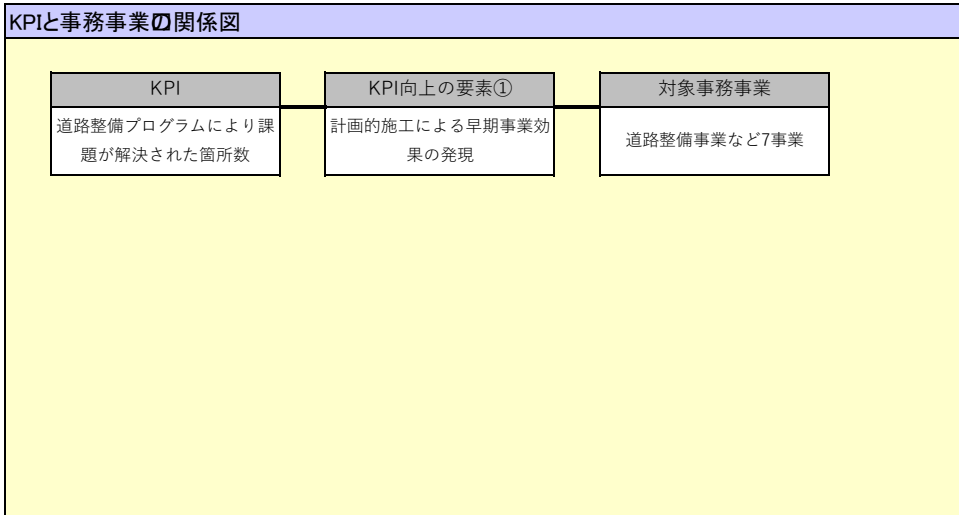 KPIと事務事業の関係図
KPI
KPI向上の要素①
対象事務事業
道路整備プログラムにより課
題が解決された箇所数
計画的施工による早期事業効
果の発現
道路整備事業など7事業